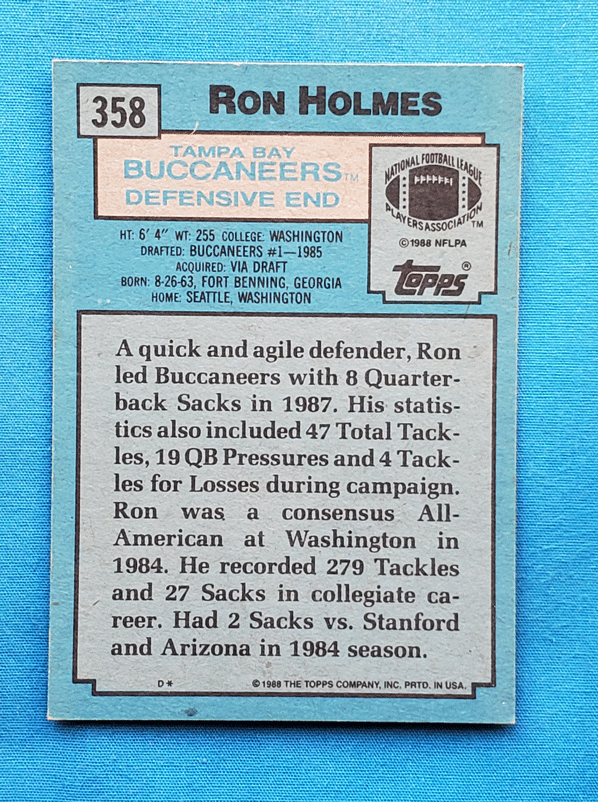 358
RON HOLMES
TAMPA BAY
BUCCANEERS™
DEFENSIVE END
NATIONAL FOOTBALL LEAGUE
PLAYERS ASSOCIATION™
© 1988 NFLPA
TOPPS®
HT: 6' 4" WT: 255 COLLEGE: WASHINGTON
DRAFTED: BUCCANEERS #1—1985
ACQUIRED: VIA DRAFT
BORN: 8-26-63, FORT BENNING, GEORGIA
HOME: SEATTLE, WASHINGTON
A quick and agile defender, Ron
led Buccaneers with 8 Quarter-
back Sacks in 1987. His statis-
tics also included 47 Total Tack-
les, 19 QB Pressures and 4 Tack-
les for Losses during campaign.
Ron was a consensus All-
American at Washington in
1984. He recorded 279 Tackles
and 27 Sacks in collegiate ca-
reer. Had 2 Sacks vs. Stanford
and Arizona in 1984 season.
D* © 1988 THE TOPPS COMPANY, INC. PRTD. IN USA.